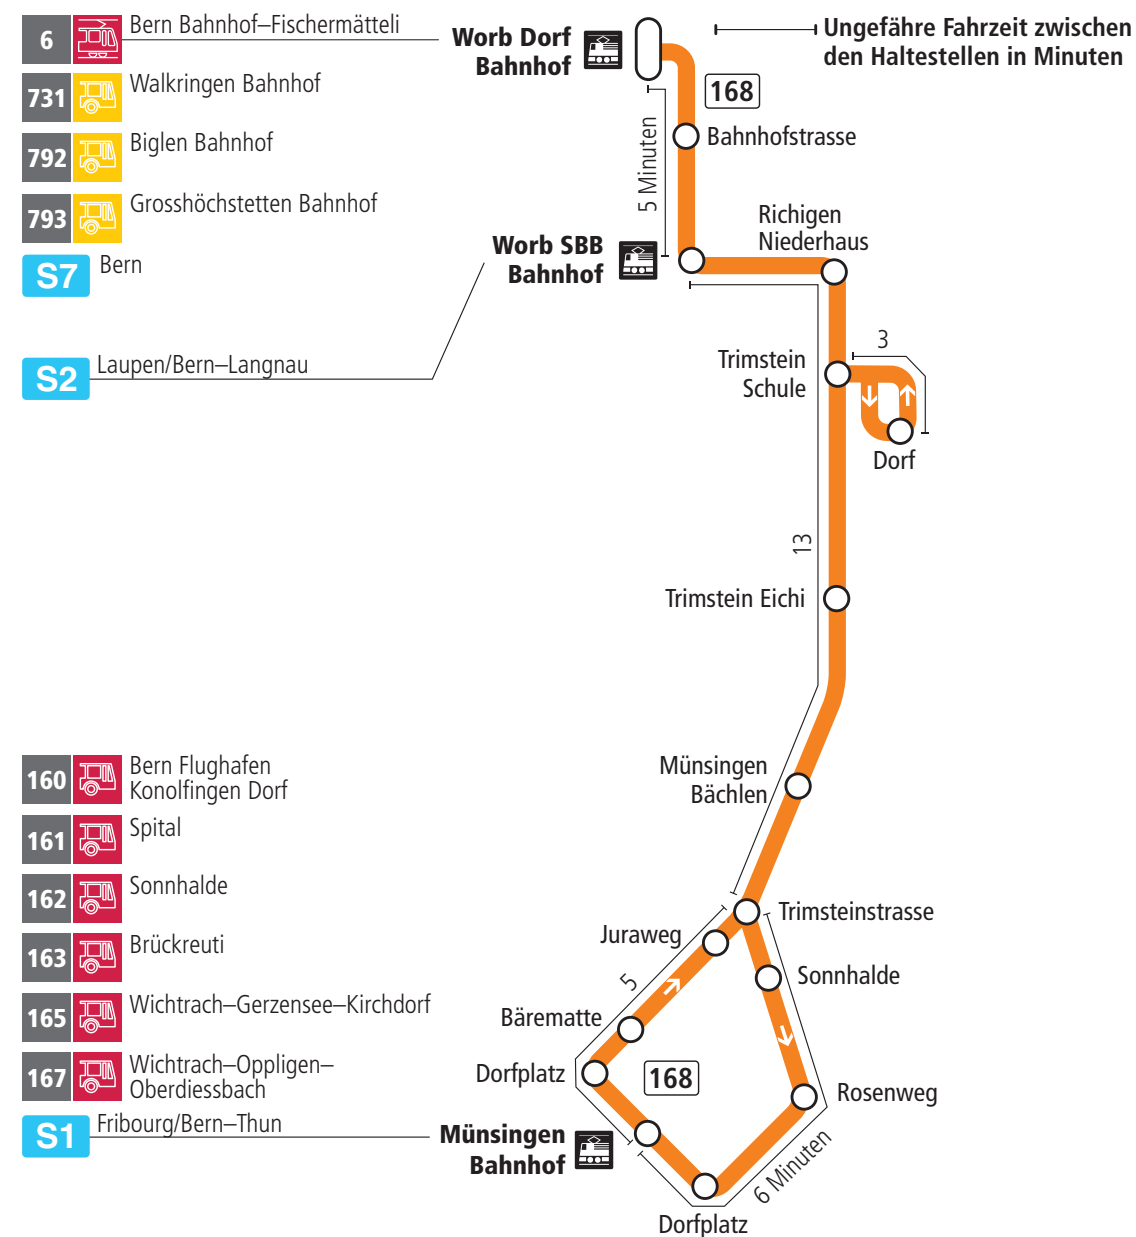 6 Bern Bahnhof–Fischermätteli
731 Walkringen Bahnhof
792 Biglen Bahnhof
793 Grosshöchstetten Bahnhof
S7 Bern
S2 Laupen/Bern–Langnau
Worb Dorf
Bahnhof
Ungefähre Fahrzeit zwischen
den Haltestellen in Minuten
168
5 Minuten
Bahnhofstrasse
Worb SBB
Bahnhof
Richigen
Niederhaus
Trimstein
Schule
3
Dorf
13
Trimstein Eichi
Münsingen
Bächlen
160 Bern Flughafen
Konolfingen Dorf
161 Spital
162 Sonnhalde
163 Brückreuti
165 Wichtrach–Gerzensee–Kirchdorf
167 Wichtrach–Oppligen–
Oberdiessbach
S1 Fribourg/Bern–Thun
Trimsteinstrasse
Juraweg
Sonnhalde
5
Bärematte
Dorfplatz
168
Rosenweg
Münsingen
Bahnhof
6 Minuten
Dorfplatz